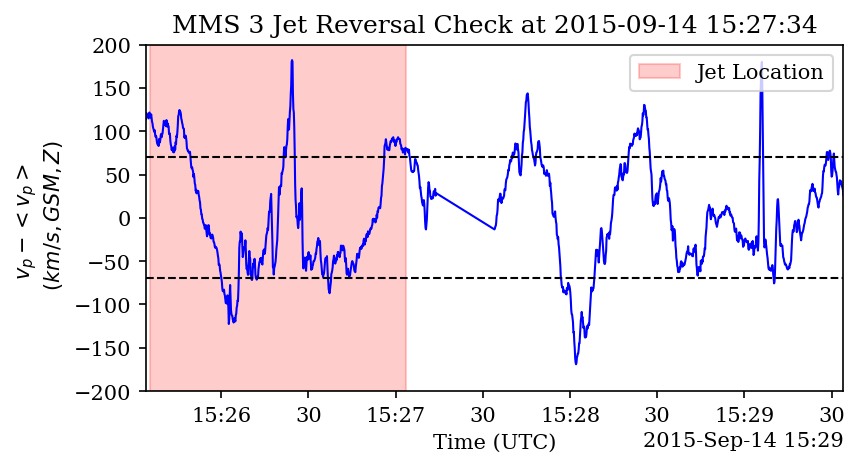 MMS 3 Jet Reversal Check at 2015-09-14 15:27:34
Jet Location
200
150
100
50
0
−50
−100
−150
−200
v_p − < v_p >
(km/s, GSM, Z)
15:26
30
15:27
30
15:28
30
15:29
30
Time (UTC)
2015-Sep-14 15:29